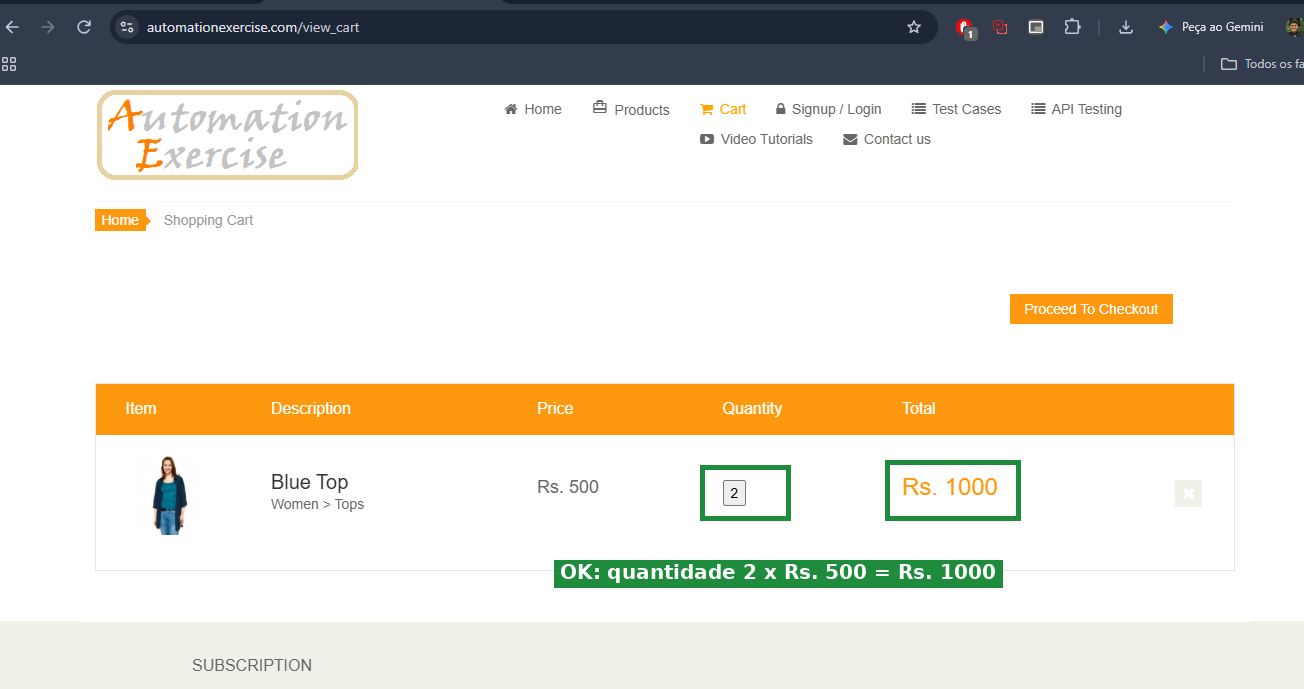 automationexercise.com/view_cart
1
Peça ao Gemini
Todos os fa
Automation
Exercise
Home
Products
Cart
Signup / Login
Test Cases
API Testing
Video Tutorials
Contact us
Home
Shopping Cart
Proceed To Checkout
Item Description Price Quantity Total
Blue Top
Women > Tops
Rs. 500
2
Rs. 1000
OK: quantidade 2 x Rs. 500 = Rs. 1000
SUBSCRIPTION